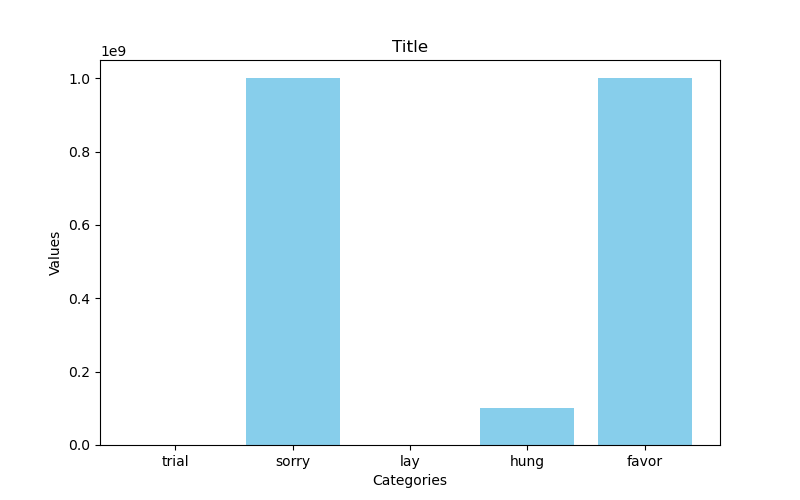 Title
1e9
1.0
0.8
0.6
0.4
0.2
0.0
Values
trial sorry lay hung favor
Categories